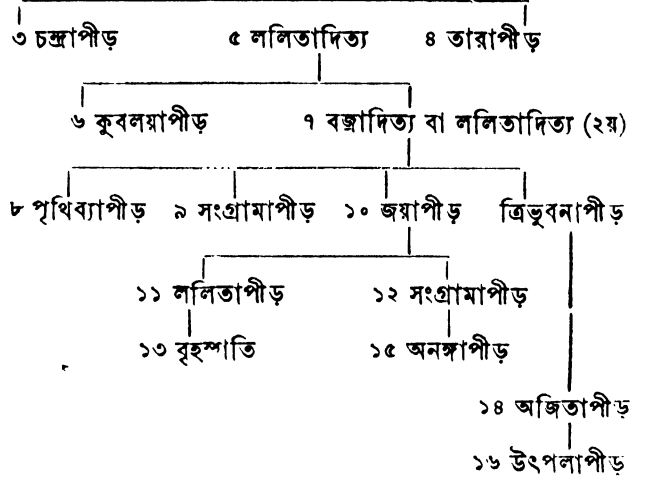 ৩ চন্দ্রাপীড় ৫ ললিতাদিত্য ৪ তারাপীড়
৬ কুবলয়াপীড় ৭ বজ্রাদিত্য বা ললিতাদিত্য (২য়)
৮ পৃথিব্যাপীড় ৯ সংগ্রামাপীড় ১০ জয়াপীড় ত্রিভুবনাপীড়
১১ ললিতাপীড় ১২ সংগ্রামাপীড়
১৩ বৃহস্পতি ১৫ অনঙ্গাপীড়
১৪ অজিতাপীড়
১৬ উৎপলাপীড়